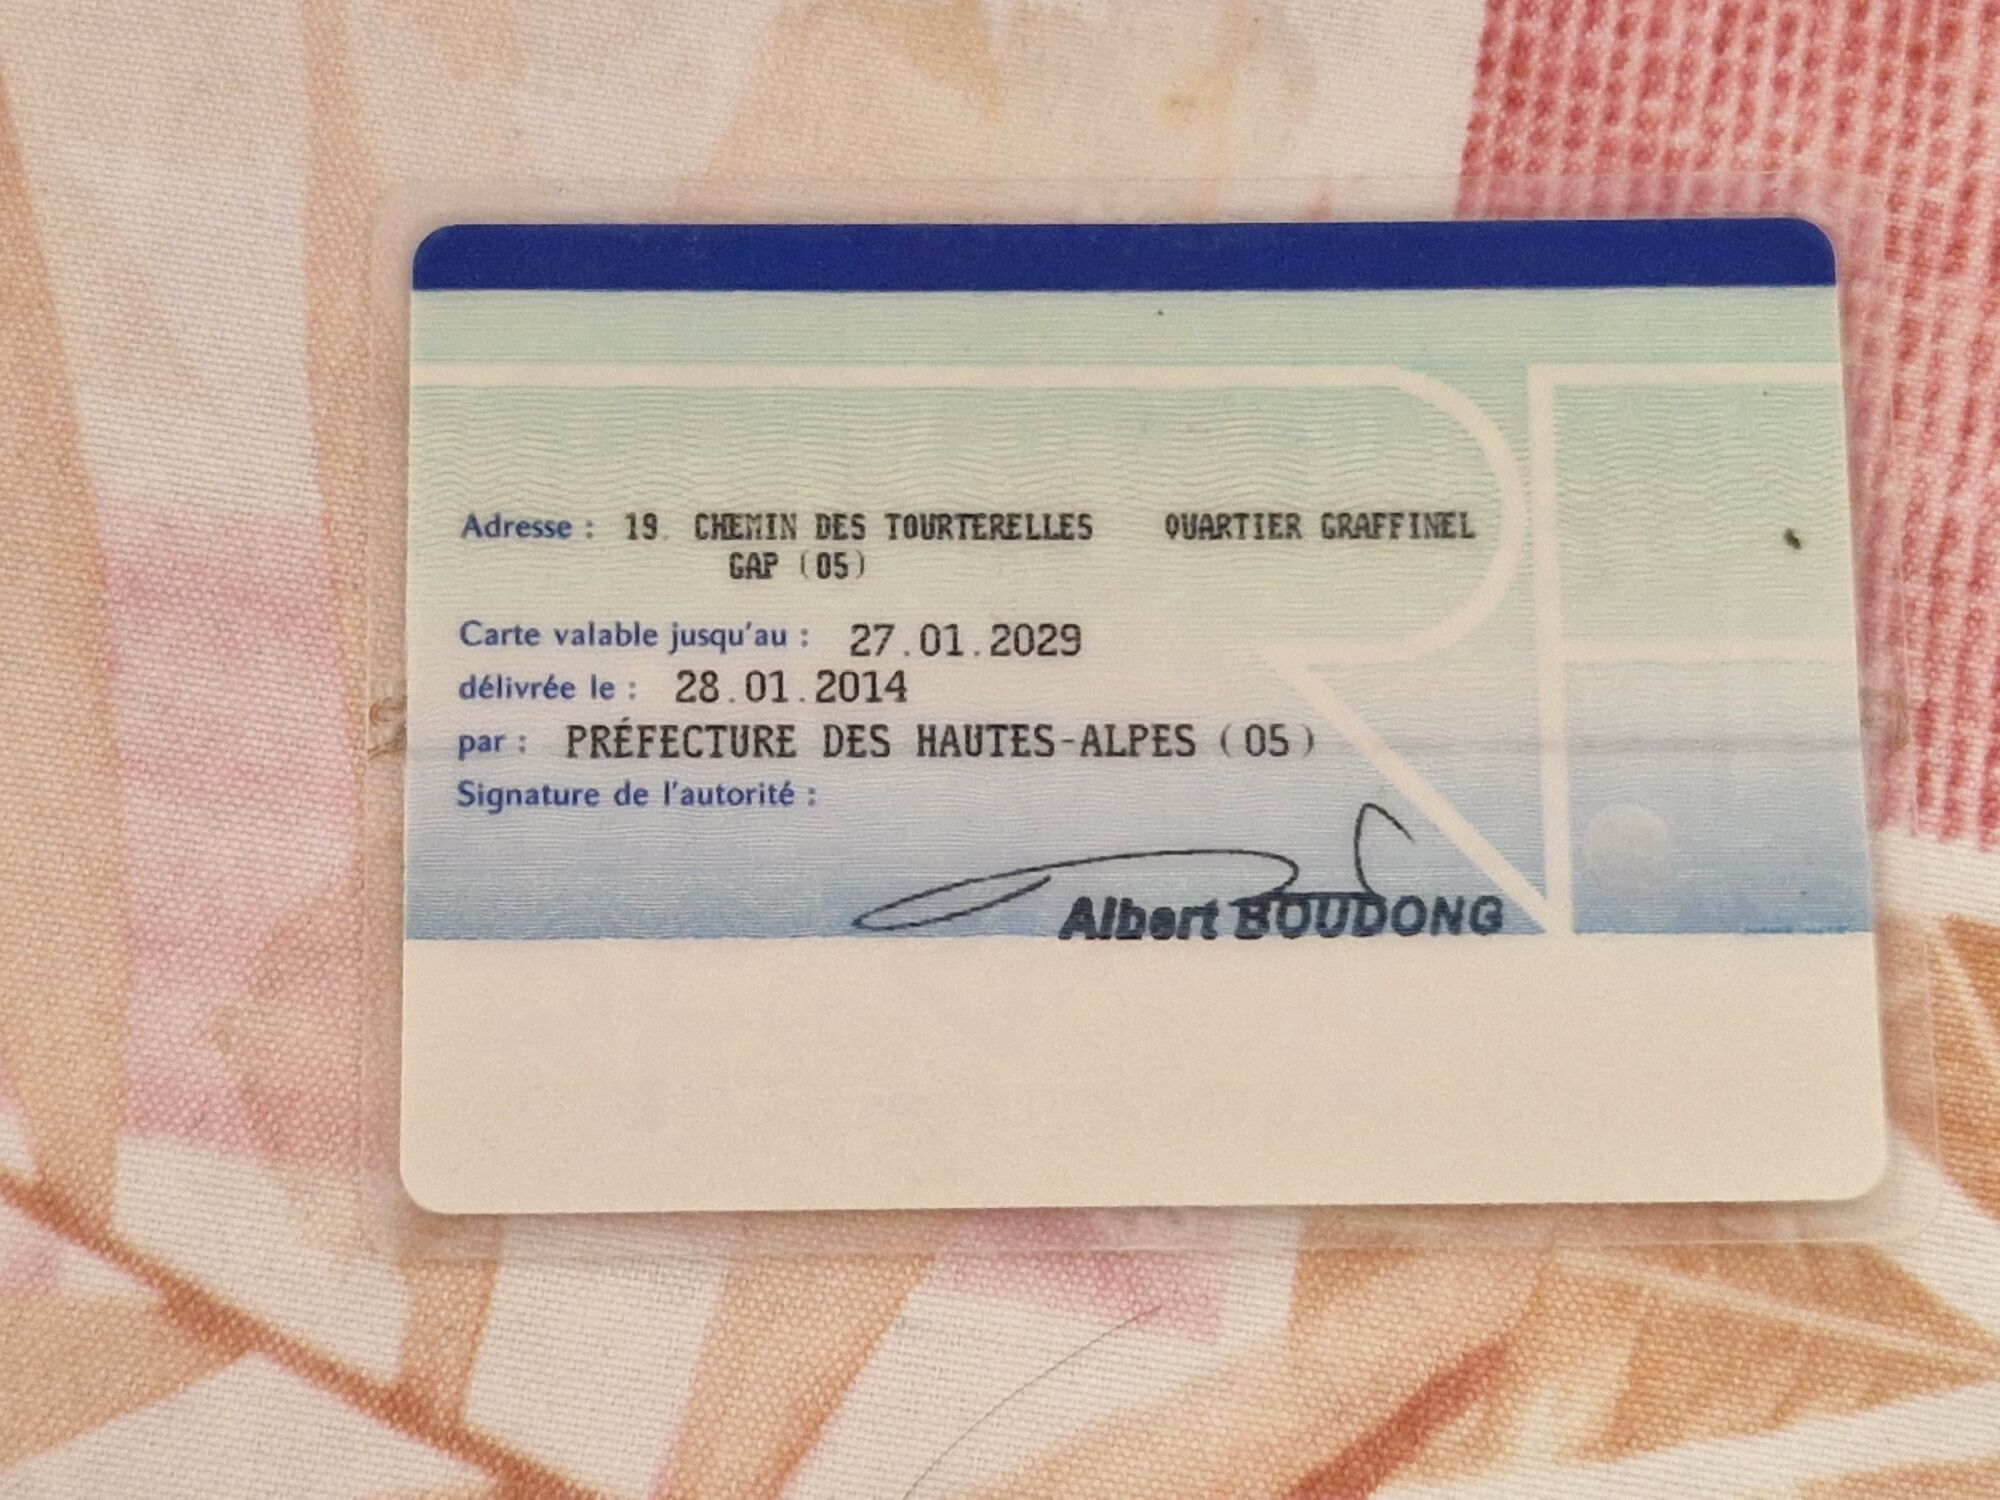 Adresse : 19. CHEMIN DES TOURTERELLES QUARTIER GRAFFINEL
GAP (05)
Carte valable jusqu'au : 27.01.2029
délivrée le : 28.01.2014
par : PRÉFECTURE DES HAUTES-ALPES (05)
Signature de l'autorité :
Albert BOUDONG
RF